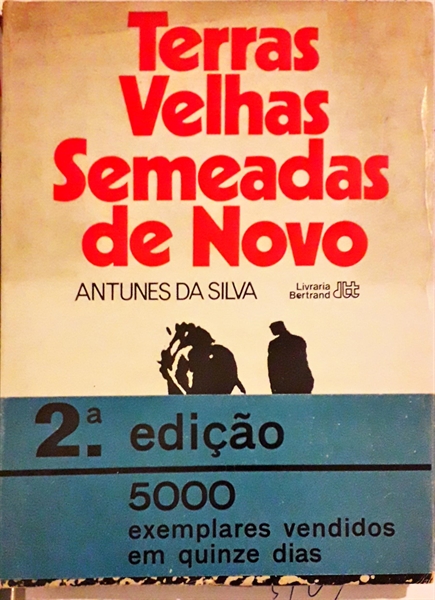 Terras
Velhas
Semeadas
de Novo
ANTUNES DA SILVA
Livraria
Bertrand
2.ª edição
5000
exemplares vendidos
em quinze dias